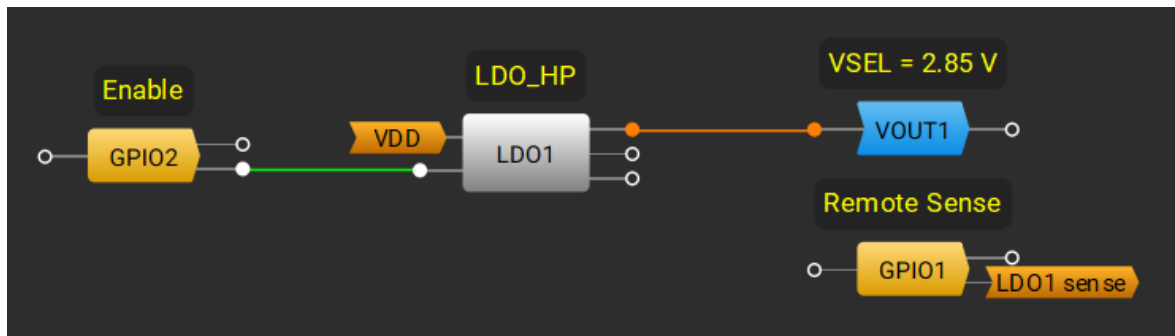 Enable
GPIO2
VDD
LDO_HP
LDO1
VSEL = 2.85 V
VOUT1
Remote Sense
GPIO1
LDO1 sense